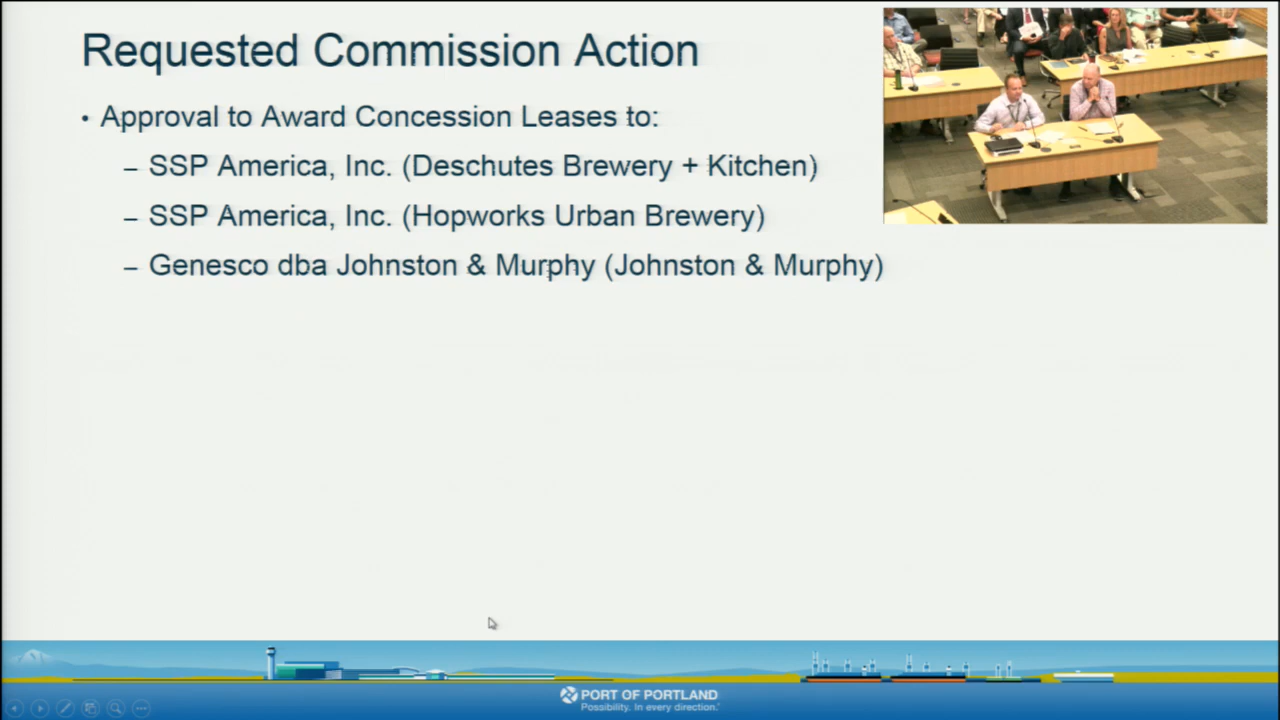 Requested Commission Action
• Approval to Award Concession Leases to:
– SSP America, Inc. (Deschutes Brewery + Kitchen)
– SSP America, Inc. (Hopworks Urban Brewery)
– Genesco dba Johnston & Murphy (Johnston & Murphy)
PORT OF PORTLAND
Possibility. In every direction.